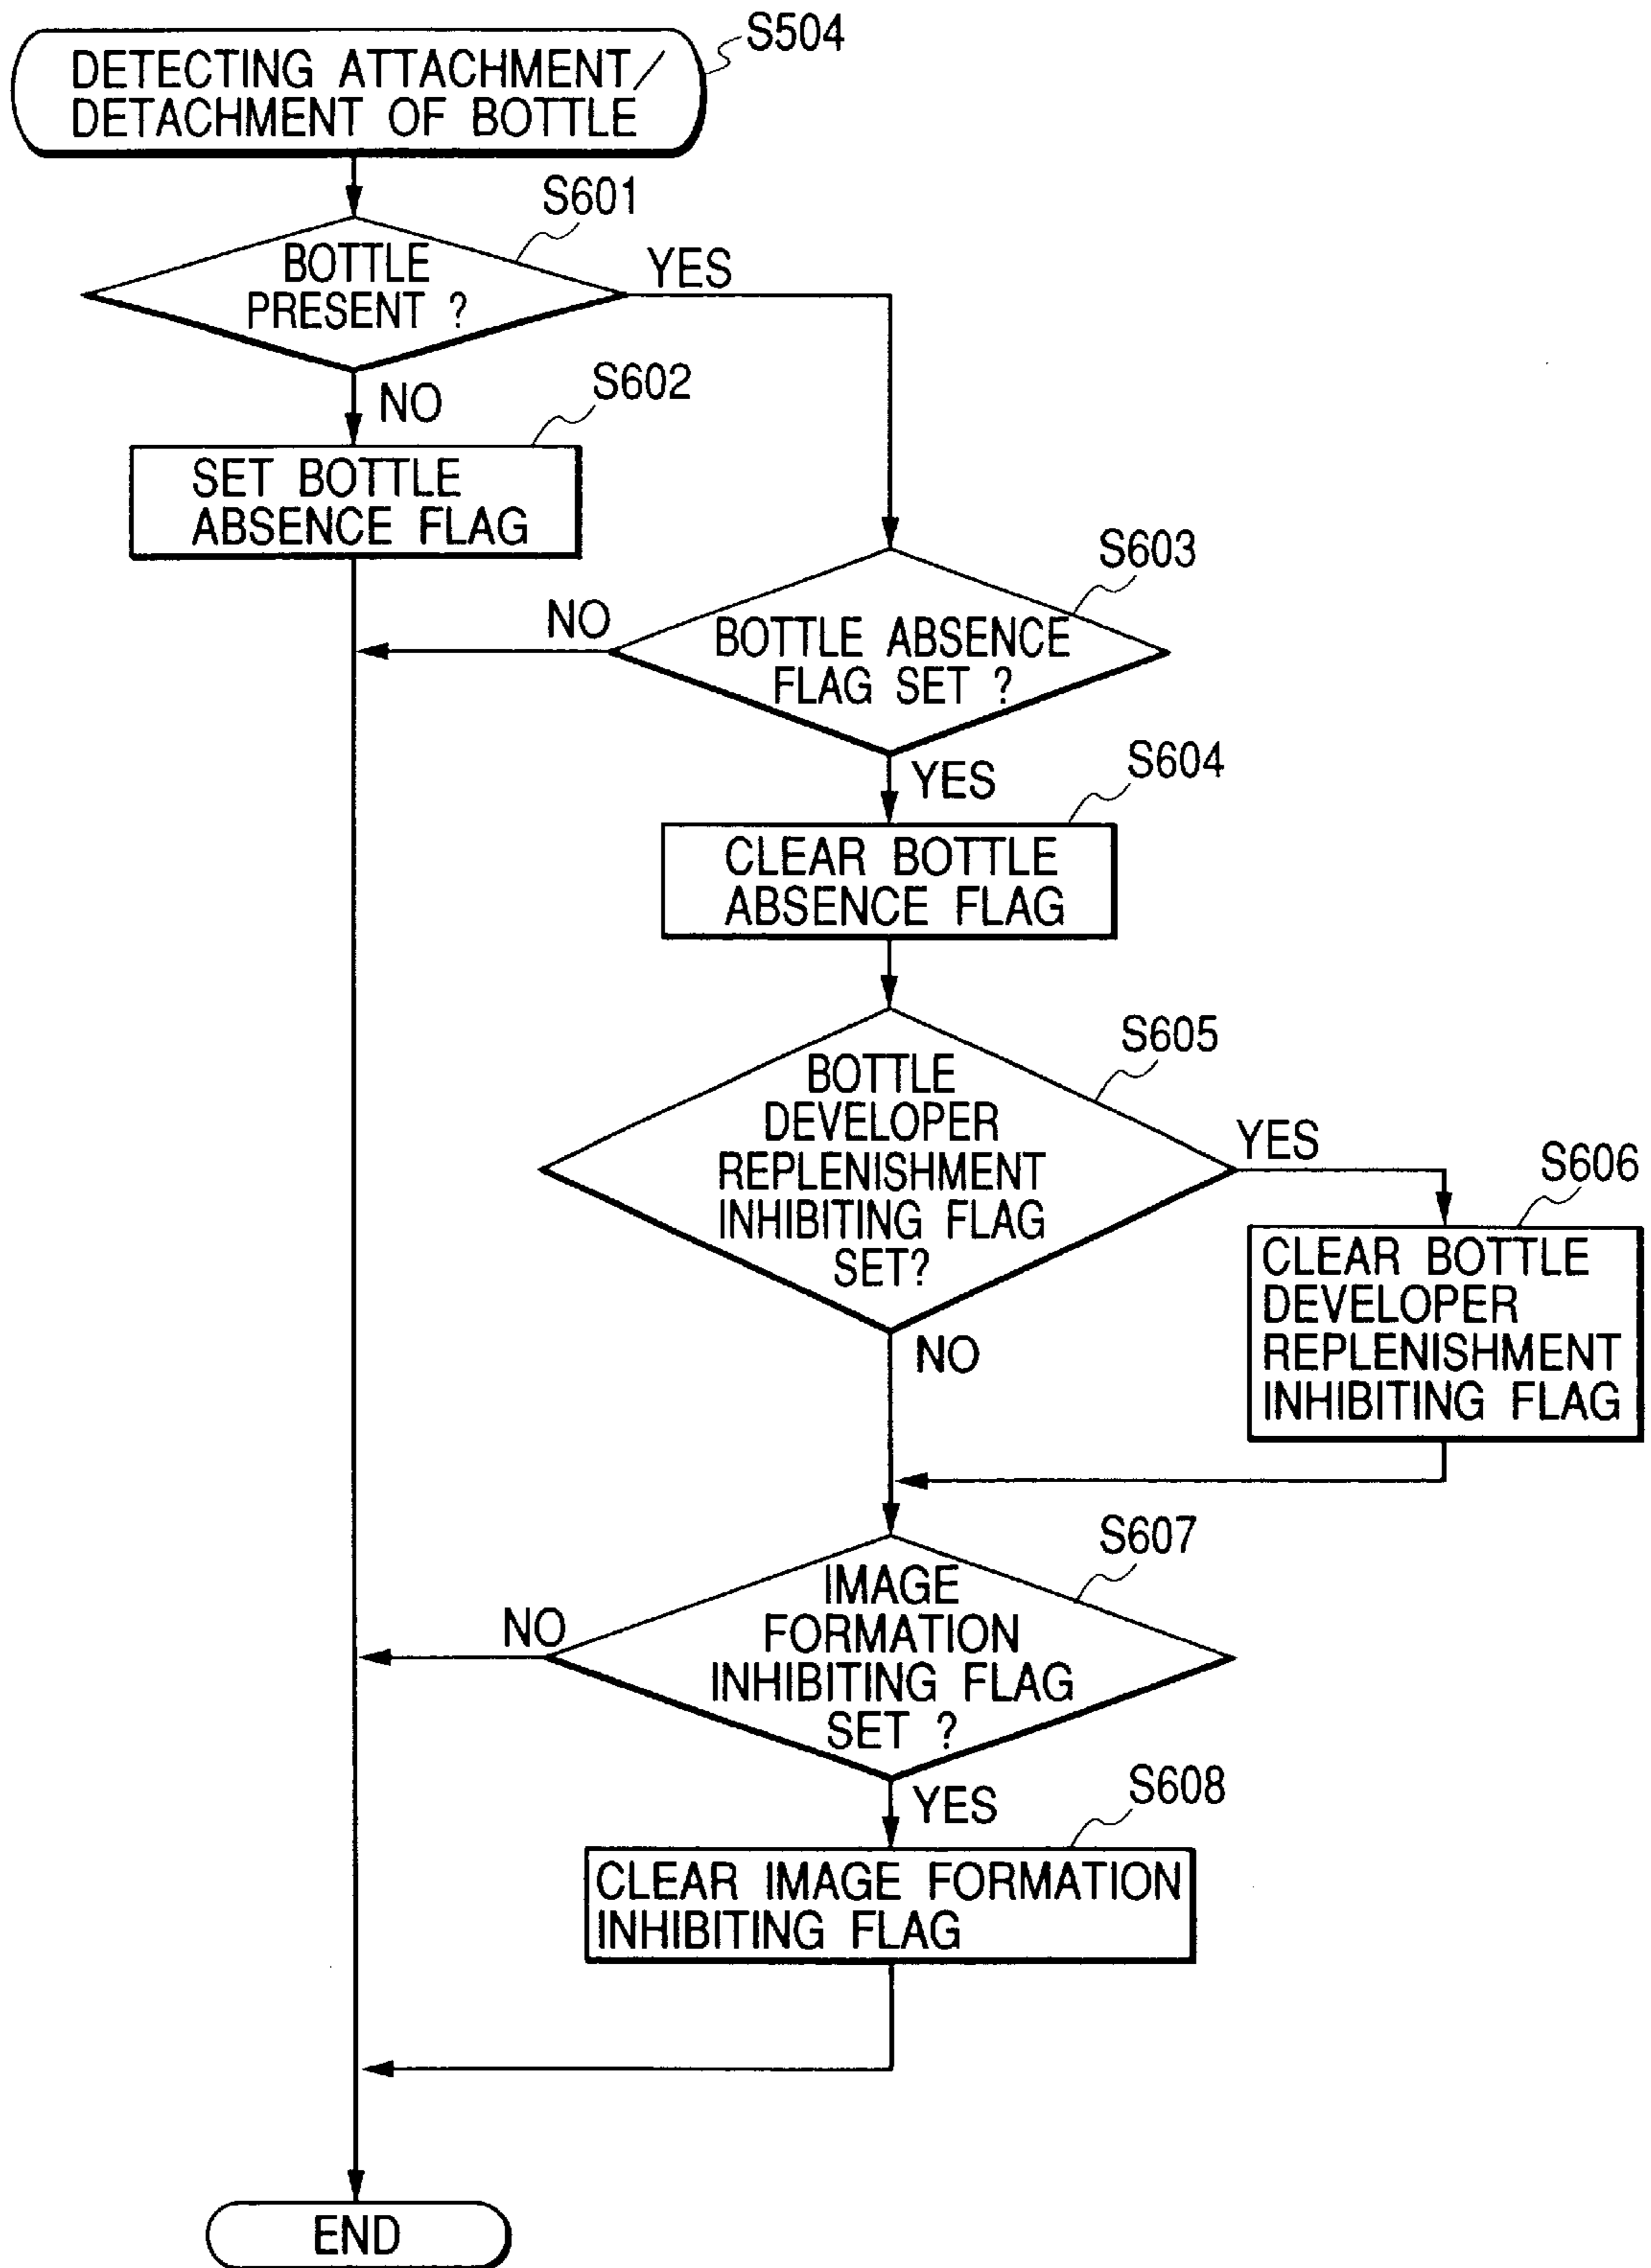 S504
DETECTING ATTACHMENT/
DETACHMENT OF BOTTLE
S601
BOTTLE
PRESENT ?
YES
NO
S602
SET BOTTLE
ABSENCE FLAG
S603
NO
BOTTLE ABSENCE
FLAG SET ?
YES
S604
CLEAR BOTTLE
ABSENCE FLAG
S605
BOTTLE
DEVELOPER
REPLENISHMENT
INHIBITING FLAG
SET?
YES
S606
CLEAR BOTTLE
DEVELOPER
REPLENISHMENT
INHIBITING FLAG
NO
S607
IMAGE
FORMATION
INHIBITING FLAG
SET ?
NO
YES
S608
CLEAR IMAGE FORMATION
INHIBITING FLAG
END